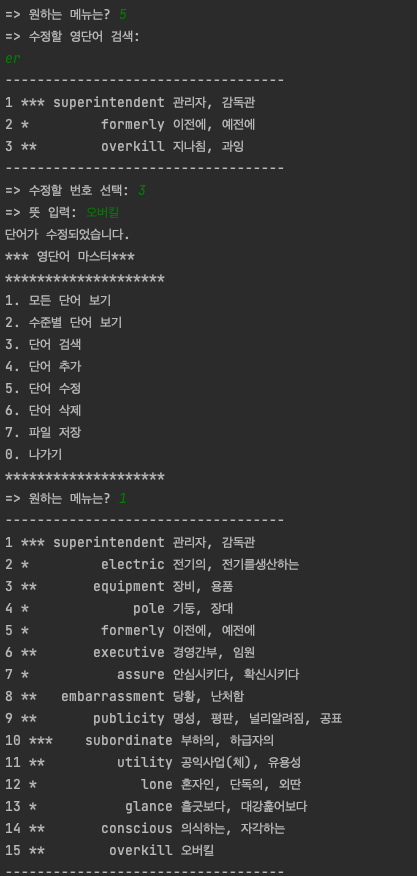 => 원하는 메뉴는? 5
=> 수정할 영단어 검색:
er
-----------------------------------
1 *** superintendent 관리자, 감독관
2 *         formerly 이전에, 예전에
3 **        overkill 지나침, 과잉
-----------------------------------
=> 수정할 번호 선택: 3
=> 뜻 입력: 오버킬
단어가 수정되었습니다.
*** 영단어 마스터***
********************
1. 모든 단어 보기
2. 수준별 단어 보기
3. 단어 검색
4. 단어 추가
5. 단어 수정
6. 단어 삭제
7. 파일 저장
0. 나가기
********************
=> 원하는 메뉴는? 1
-----------------------------------
1 *** superintendent 관리자, 감독관
2 *         electric 전기의, 전기를생산하는
3 **       equipment 장비, 용품
4 *             pole 기둥, 장대
5 *         formerly 이전에, 예전에
6 **       executive 경영간부, 임원
7 *           assure 안심시키다, 확신시키다
8 **   embarrassment 당황, 난처함
9 **       publicity 명성, 평판, 널리알려짐, 공표
10 ***    subordinate 부하의, 하급자의
11 **         utility 공익사업(체), 유용성
12 *             lone 혼자인, 단독의, 외딴
13 *           glance 흘긋보다, 대강훑어보다
14 **       conscious 의식하는, 자각하는
15 **        overkill 오버킬
-----------------------------------